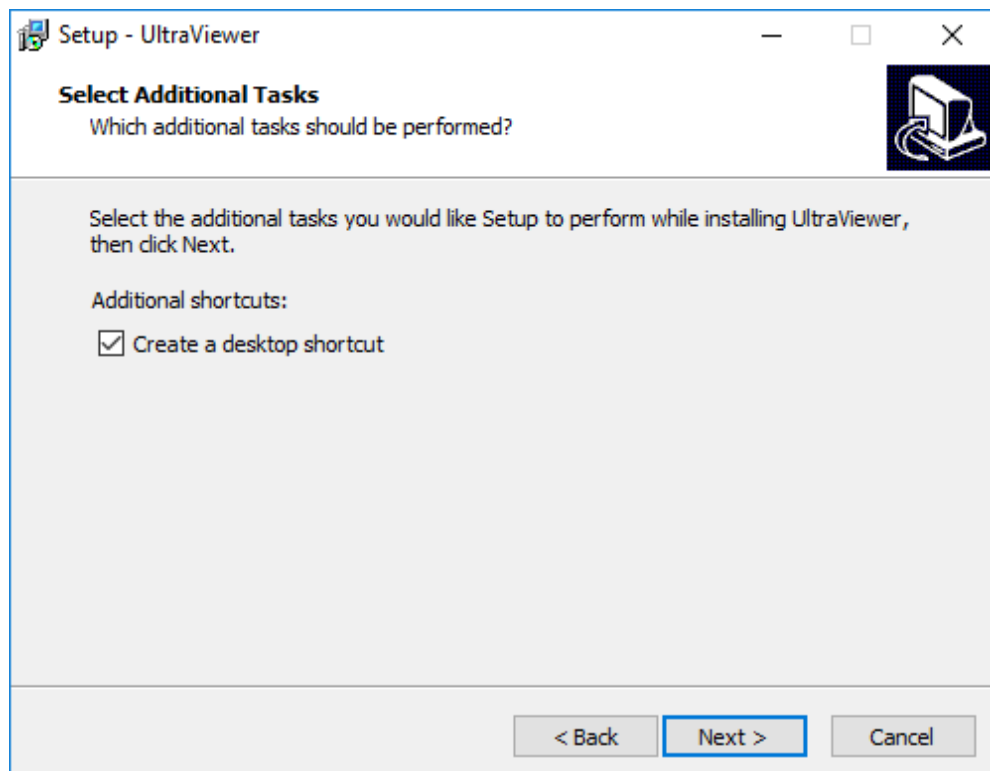 Setup - UltraViewer
Select Additional Tasks
Which additional tasks should be performed?
Select the additional tasks you would like Setup to perform while installing UltraViewer,
then click Next.
Additional shortcuts:
Create a desktop shortcut
< Back
Next >
Cancel